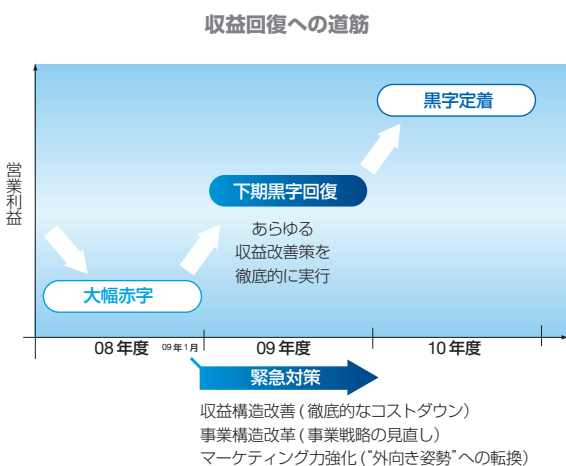 収益回復への道筋
営業利益
黒字定着
下期黒字回復
あらゆる
収益改善策を
徹底的に実行
大幅赤字
08年度
09年1月
09年度
10年度
緊急対策
収益構造改善(徹底的なコストダウン)
事業構造改革(事業戦略の見直し)
マーケティング力強化("外向き姿勢"への転換)